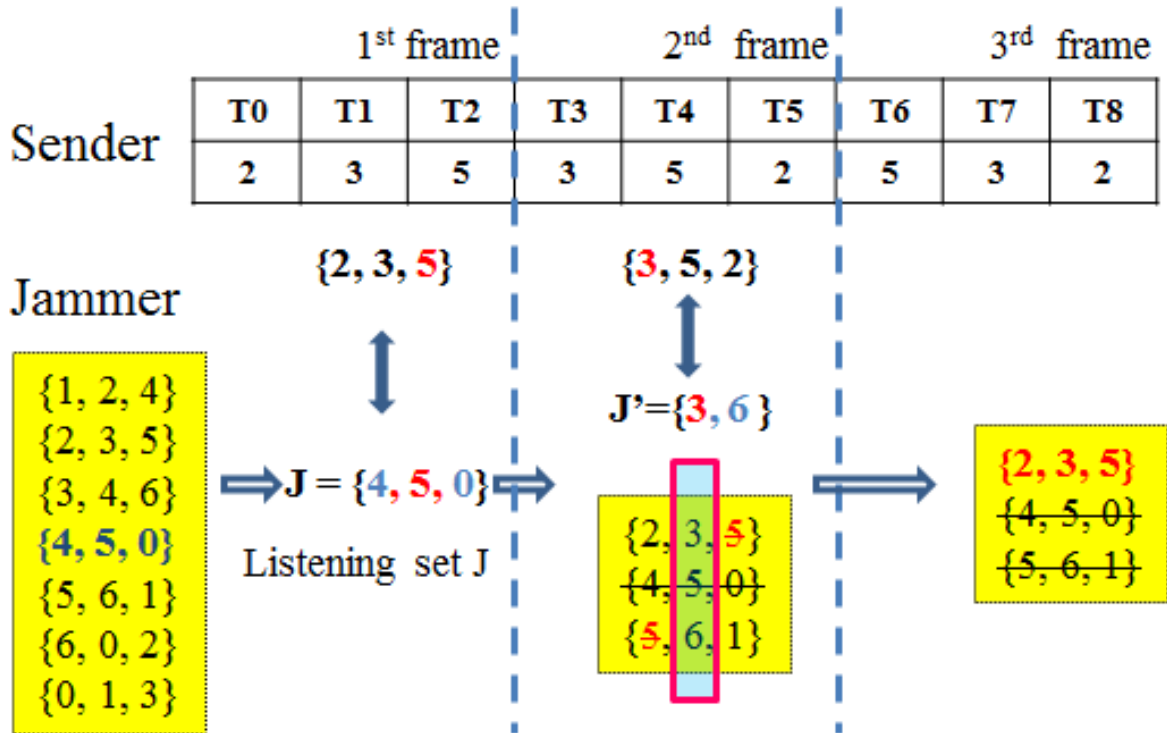 1st frame 2nd frame 3rd frame
T0 T1 T2 T3 T4 T5 T6 T7 T8
Sender
2 3 5 3 5 2 5 3 2
{2, 3, 5} {3, 5, 2}
Jammer
{1, 2, 4}
{2, 3, 5}
{3, 4, 6}
{4, 5, 0}
{5, 6, 1}
{6, 0, 2}
{0, 1, 3}
J = {4, 5, 0}
Listening set J
J’={3, 6 }
{2, 3, 5}
{4, 5, 0}
{5, 6, 1}
{2, 3, 5}
{4, 5, 0}
{5, 6, 1}